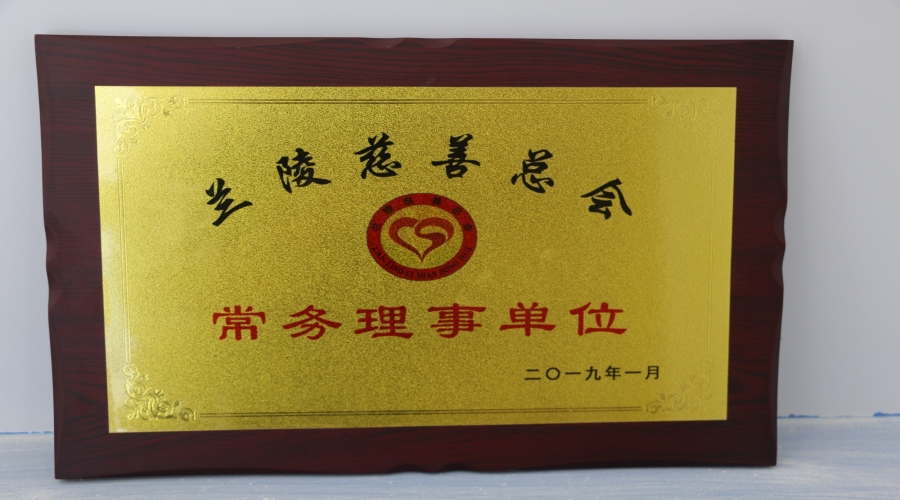 兰陵慈善总会
常务理事单位
二〇一九年一月